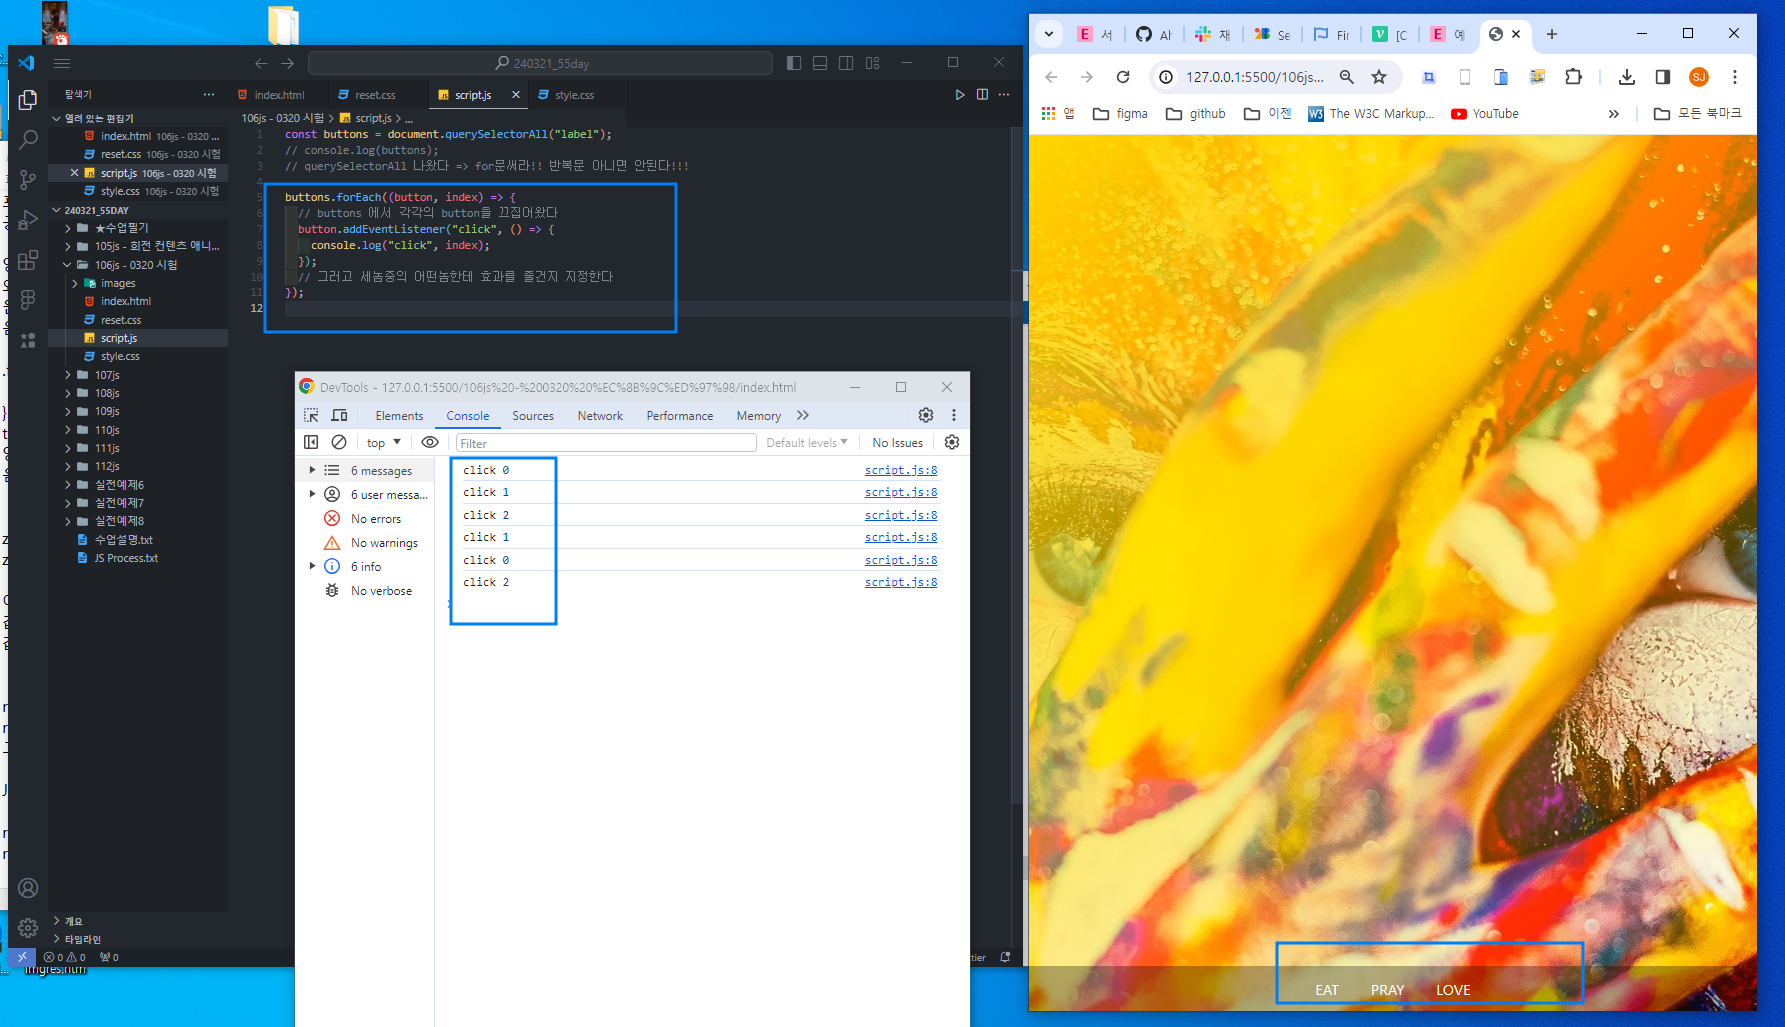 240321_55day
탐색기
열려 있는 편집기
index.html 106js - 0320 ...
reset.css 106js - 0320 시험
script.js 106js - 0320 시험
style.css 106js - 0320 시험
240321_55DAY
★수업필기
105js - 회전 컨텐츠 애니...
106js - 0320 시험
images
index.html
reset.css
script.js
style.css
107js
108js
109js
110js
111js
112js
실전예제6
실전예제7
실전예제8
수업설명.txt
JS Process.txt
개요
타임라인
0 0 0
index.html
reset.css
script.js
style.css
106js - 0320 시험 > script.js > ...
1 const buttons = document.querySelectorAll("label");
2 // console.log(buttons);
3 // querySelectorAll 나왔다 => for문써라!! 반복문 아니면 안된다!!!
4
5 buttons.forEach((button, index) => {
6 // buttons 에서 각각의 button을 끄집어왔다
7 button.addEventListener("click", () => {
8 console.log("click", index);
9 });
10 // 그러고 세놈중의 어떤놈한테 효과를 줄건지 지정한다
11 });
12
DevTools - 127.0.0.1:5500/106js%20-%200320%20%EC%8B%9C%ED%97%98/index.html
Elements Console Sources Network Performance Memory
top Filter Default levels No Issues
6 messages
6 user messa...
No errors
No warnings
6 info
No verbose
click 0 script.js:8
click 1 script.js:8
click 2 script.js:8
click 1 script.js:8
click 0 script.js:8
click 2 script.js:8
imgres.htm
E 서 Al 채 Se Fir [C E 예
127.0.0.1:5500/106js...
SJ
앱 figma github 이젠 W3 The W3C Markup... YouTube 모든 북마크
EAT PRAY LOVE